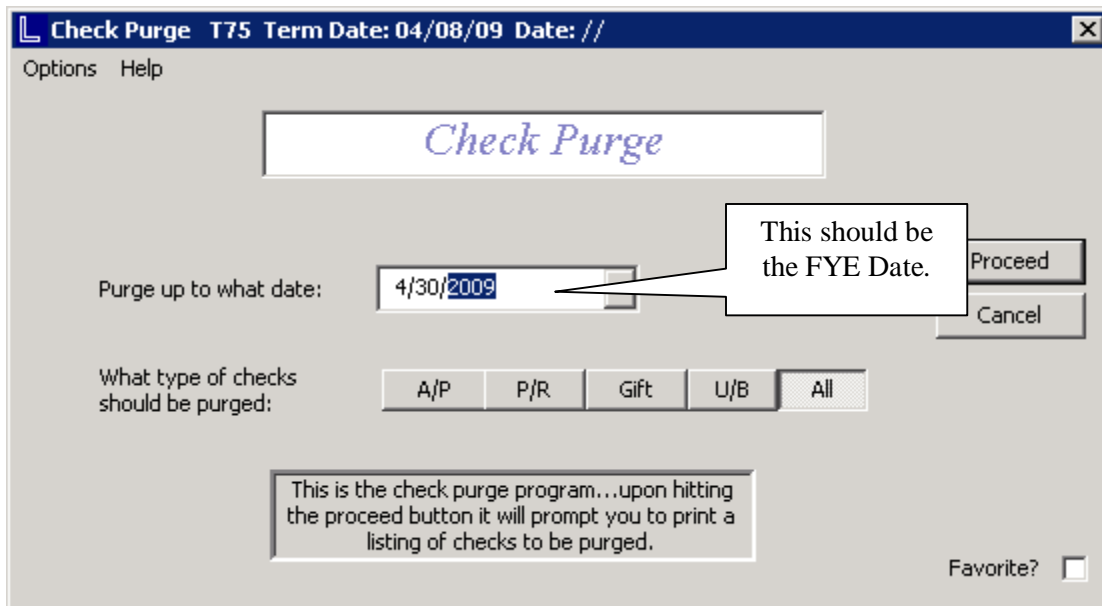 Check Purge T75 Term Date: 04/08/09 Date: //
Options Help
Check Purge
This should be
the FYE Date.
Purge up to what date:
4/30/2009
Proceed
Cancel
What type of checks
should be purged:
A/P P/R Gift U/B All
This is the check purge program...upon hitting
the proceed button it will prompt you to print a
listing of checks to be purged.
Favorite?